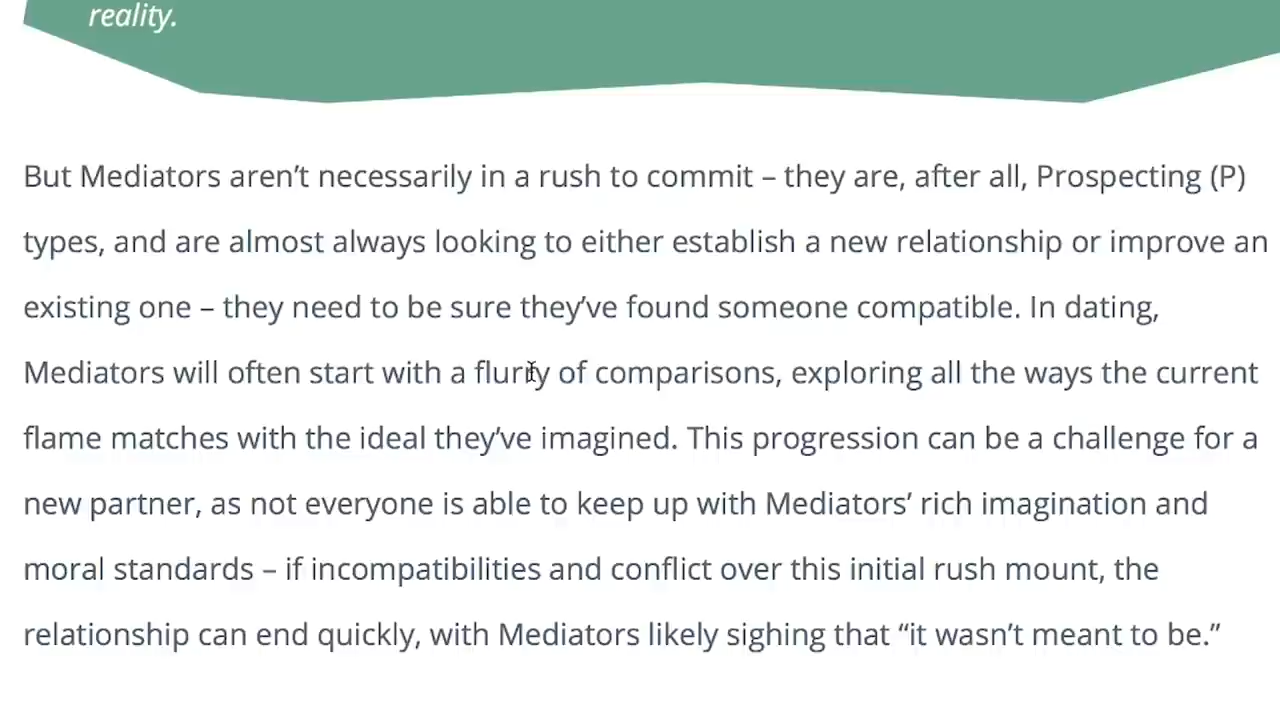 reality.
But Mediators aren’t necessarily in a rush to commit – they are, after all, Prospecting (P)
types, and are almost always looking to either establish a new relationship or improve an
existing one – they need to be sure they’ve found someone compatible. In dating,
Mediators will often start with a flurry of comparisons, exploring all the ways the current
flame matches with the ideal they’ve imagined. This progression can be a challenge for a
new partner, as not everyone is able to keep up with Mediators’ rich imagination and
moral standards – if incompatibilities and conflict over this initial rush mount, the
relationship can end quickly, with Mediators likely sighing that “it wasn’t meant to be.”